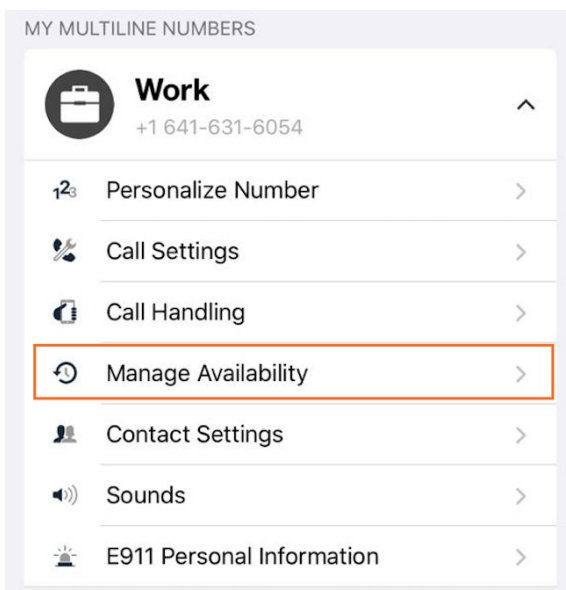 MY MULTILINE NUMBERS
Work
+1 641-631-6054
123 Personalize Number
Call Settings
Call Handling
Manage Availability
Contact Settings
Sounds
E911 Personal Information